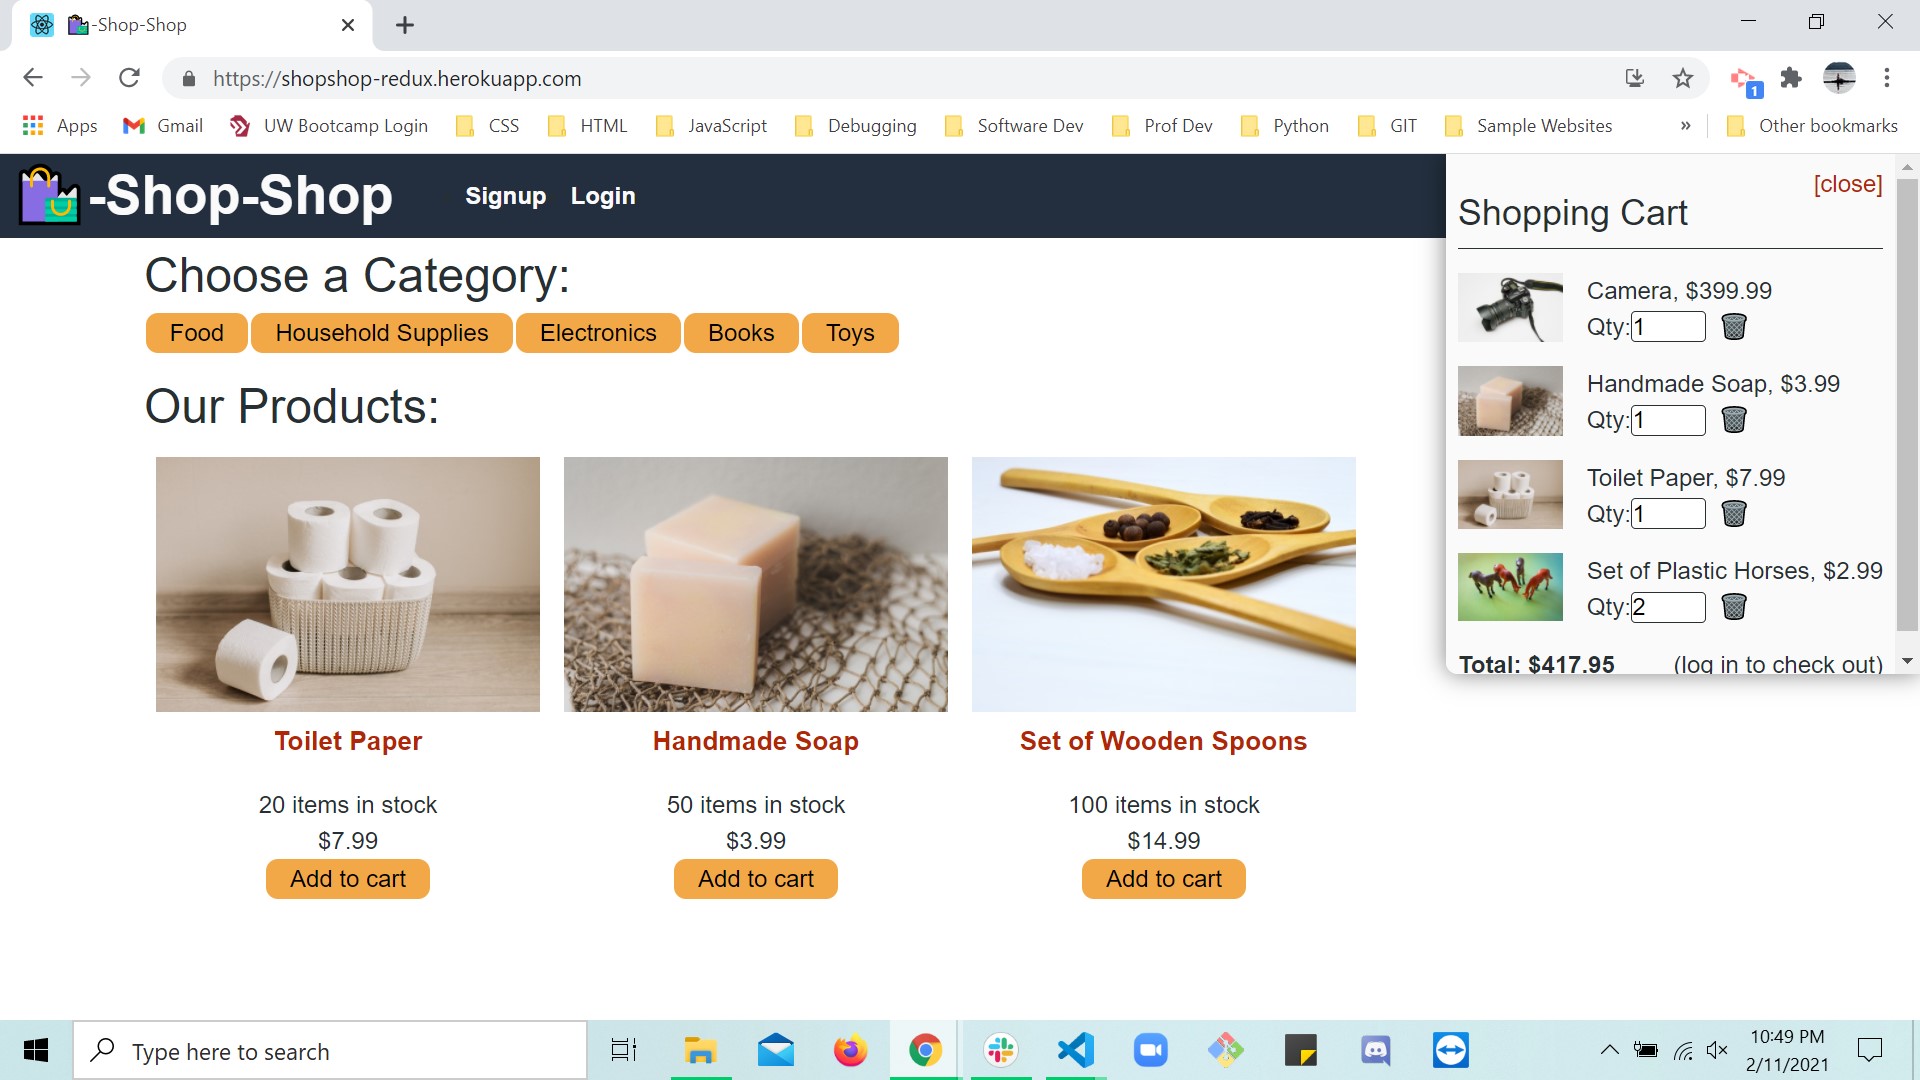 -Shop-Shop
https://shopshop-redux.herokuapp.com
1
Apps Gmail UW Bootcamp Login CSS HTML JavaScript Debugging Software Dev Prof Dev Python GIT Sample Websites » Other bookmarks
-Shop-Shop Signup Login
Choose a Category:
Food Household Supplies Electronics Books Toys
Our Products:
Toilet Paper
20 items in stock
$7.99
Add to cart
Handmade Soap
50 items in stock
$3.99
Add to cart
Set of Wooden Spoons
100 items in stock
$14.99
Add to cart
[close]
Shopping Cart
Camera, $399.99
Qty:1
Handmade Soap, $3.99
Qty:1
Toilet Paper, $7.99
Qty:1
Set of Plastic Horses, $2.99
Qty:2
Total: $417.95 (log in to check out)
Type here to search
10:49 PM
2/11/2021